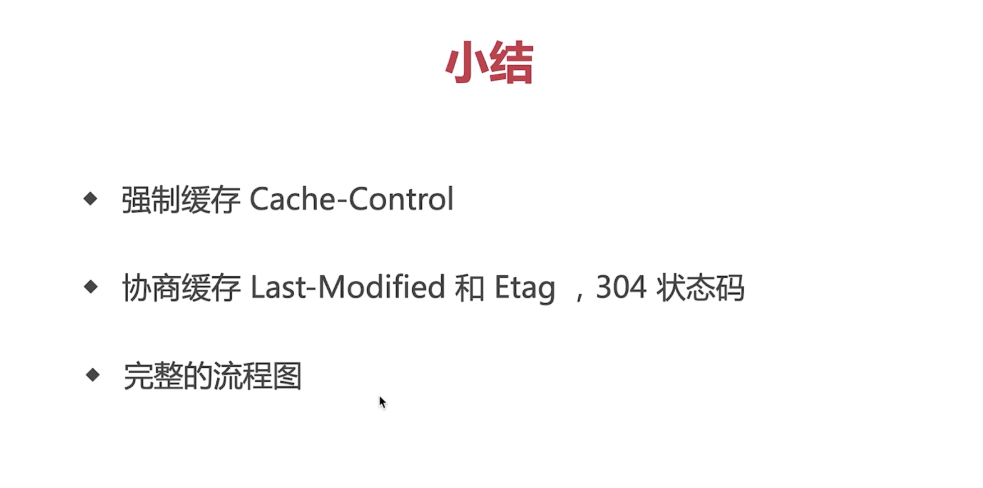 小结
◆ 强制缓存 Cache-Control
◆ 协商缓存 Last-Modified 和 Etag ，304 状态码
◆ 完整的流程图